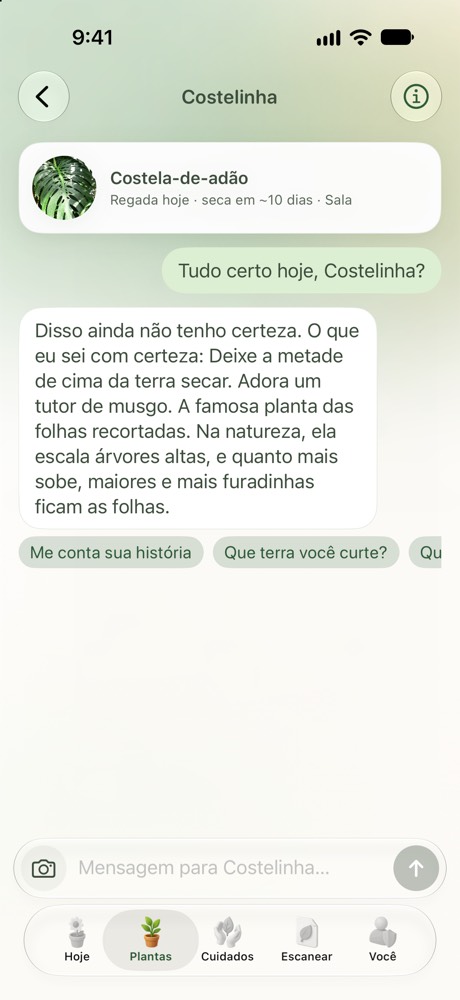 9:41
Costelinha
Costela-de-adão
Regada hoje · seca em ~10 dias · Sala
Tudo certo hoje, Costelinha?
Disso ainda não tenho certeza. O que
eu sei com certeza: Deixe a metade
de cima da terra secar. Adora um
tutor de musgo. A famosa planta das
folhas recortadas. Na natureza, ela
escala árvores altas, e quanto mais
sobe, maiores e mais furadinhas
ficam as folhas.
Me conta sua história
Que terra você curte?
Qu
Mensagem para Costelinha...
Hoje
Plantas
Cuidados
Escanear
Você